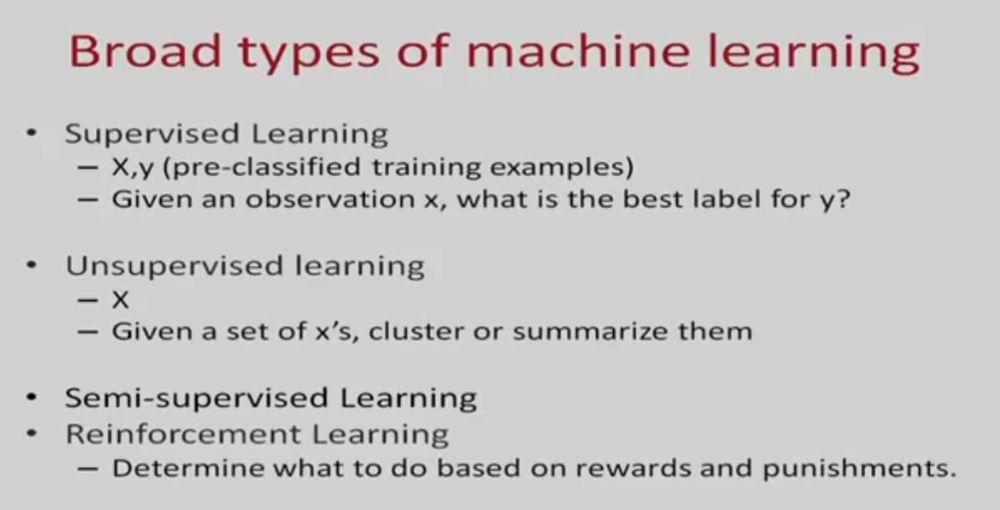 Broad types of machine learning
• Supervised Learning
– X,y (pre-classified training examples)
– Given an observation x, what is the best label for y?
• Unsupervised learning
– X
– Given a set of x's, cluster or summarize them
• Semi-supervised Learning
• Reinforcement Learning
– Determine what to do based on rewards and punishments.